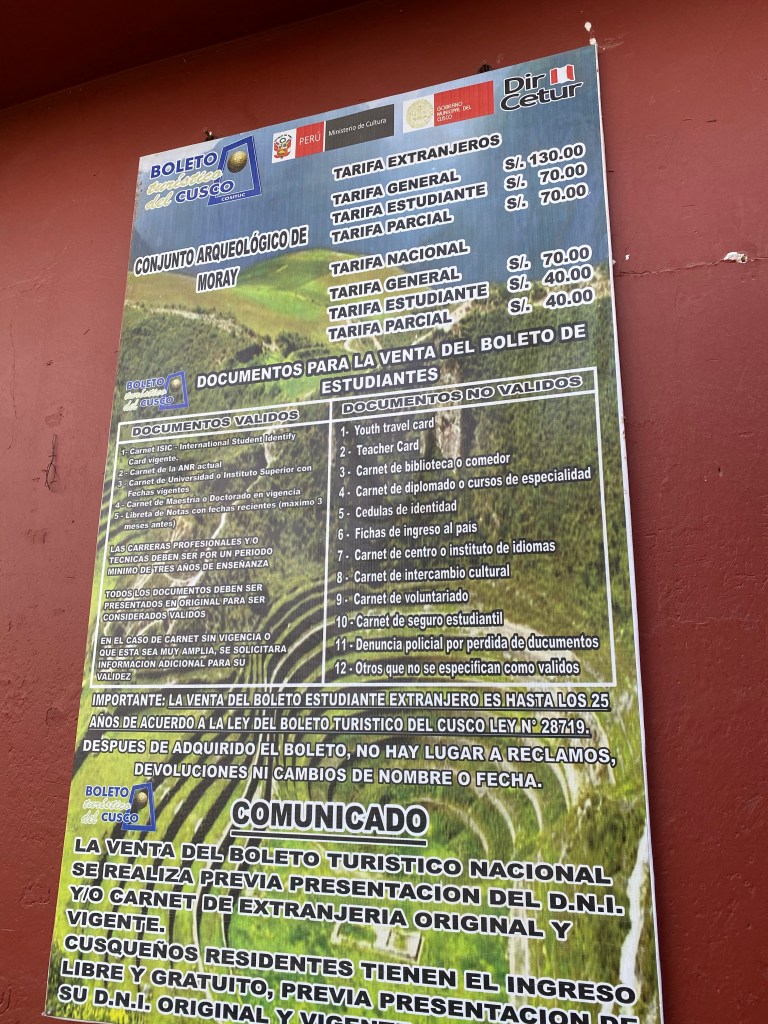 BOLETO
turístico
del CUSCO
COSITUC
PERÚ
Ministerio de Cultura
GOBIERNO
MUNICIPAL DEL
CUSCO
Dir
Cetur
TARIFA EXTRANJEROS
TARIFA GENERAL S/. 130.00
TARIFA ESTUDIANTE S/. 70.00
TARIFA PARCIAL S/. 70.00
CONJUNTO ARQUEOLÓGICO DE
MORAY
TARIFA NACIONAL
TARIFA GENERAL S/. 70.00
TARIFA ESTUDIANTE S/. 40.00
TARIFA PARCIAL S/. 40.00
BOLETO
turístico
del CUSCO
DOCUMENTOS PARA LA VENTA DEL BOLETO DE
ESTUDIANTES
DOCUMENTOS VALIDOS
1- Carnet ISIC - International Student Identify
Card vigente.
2 - Carnet de la ANR actual
3 - Carnet de Universidad o Instituto Superior con
Fechas vigentes
4 - Carnet de Maestria o Doctorado en vigencia
5 - Libreta de Notas con fechas recientes (máximo 3
meses antes)
LAS CARRERAS PROFESIONALES Y/O
TECNICAS DEBEN SER POR UN PERIODO
MINIMO DE TRES AÑOS DE ENSEÑANZA
TODOS LOS DOCUMENTOS DEBEN SER
PRESENTADOS EN ORIGINAL PARA SER
CONSIDERADOS VALIDOS
EN EL CASO DE CARNET SIN VIGENCIA O
QUE ESTA SEA MUY AMPLIA, SE SOLICITARA
INFORMACION ADICIONAL PARA SU
VALIDEZ
DOCUMENTOS NO VALIDOS
1- Youth travel card
2 - Teacher Card
3 - Carnet de biblioteca o comedor
4 - Carnet de diplomado o cursos de especialidad
5 - Cedulas de identidad
6 - Fichas de ingreso al país
7 - Carnet de centro o instituto de idiomas
8 - Carnet de intercambio cultural
9 - Carnet de voluntariado
10 - Carnet de seguro estudiantil
11 - Denuncia policial por perdida de ducumentos
12 - Otros que no se especifican como validos
IMPORTANTE: LA VENTA DEL BOLETO ESTUDIANTE EXTRANJERO ES HASTA LOS 25
AÑOS DE ACUERDO A LA LEY DEL BOLETO TURISTICO DEL CUSCO LEY N° 28719.
DESPUES DE ADQUIRIDO EL BOLETO, NO HAY LUGAR A RECLAMOS,
DEVOLUCIONES NI CAMBIOS DE NOMBRE O FECHA.
BOLETO
turístico
del CUSCO
COMUNICADO
LA VENTA DEL BOLETO TURISTICO NACIONAL
SE REALIZA PREVIA PRESENTACION DEL D.N.I.
Y/O CARNET DE EXTRANJERIA ORIGINAL Y
VIGENTE.
CUSQUEÑOS RESIDENTES TIENEN EL INGRESO
LIBRE Y GRATUITO, PREVIA PRESENTACION DE
SU D.N.I. ORIGINAL Y VIGENTE